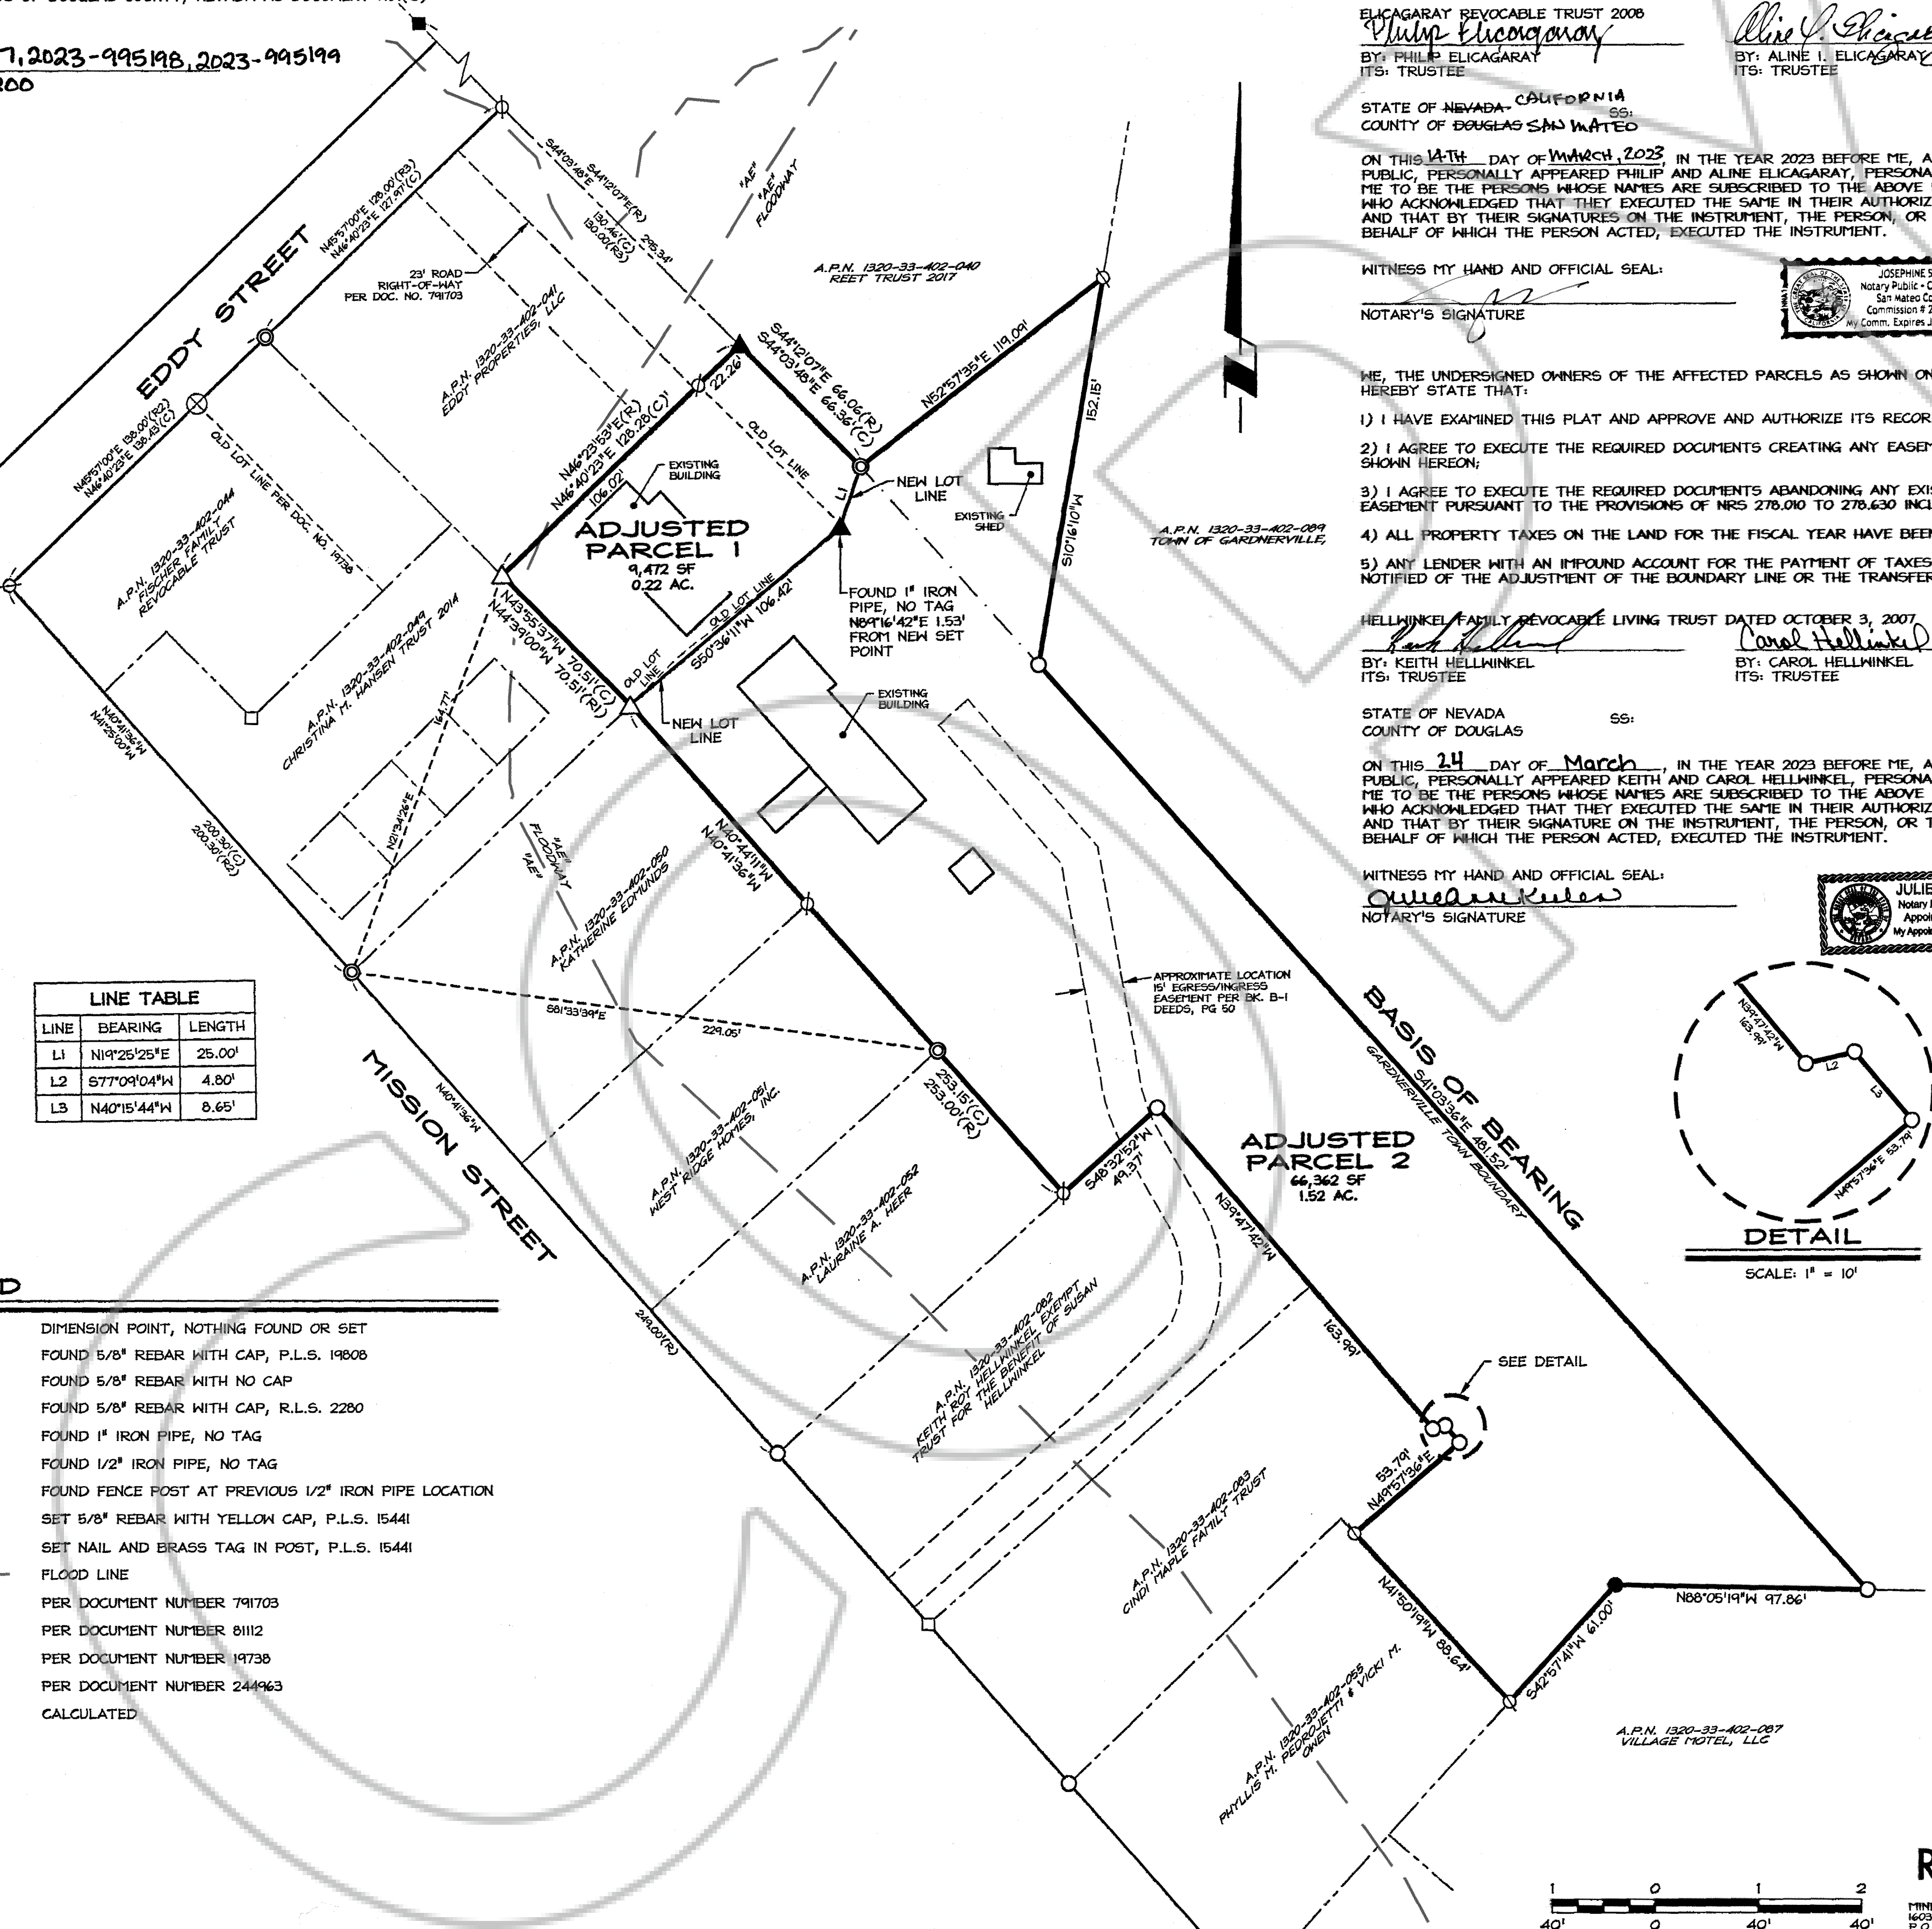 7, 2023-995198, 2023-995199
200
EDDY STREET
N45°57'00"E 128.00'(R3)
N46°40'23"E 127.97'(C)
23' ROAD
RIGHT-OF-WAY
PER DOC. NO. 791703
A.P.N. 1320-33-402-041
EDDY PROPERTIES, LLC
S44°03'48"E
S44°12'07"E(R)
130.46'(C)
130.00'(R3)
295.34'
"AE"
"AE"
FLOODWAY
A.P.N. 1320-33-402-040
REET TRUST 2017
N45°57'00"E 138.00'(R2)
N46°40'23"E 138.43'(C)
OLD LOT LINE PER DOC. NO. 19738
A.P.N. 1320-33-402-044
FISCHER FAMILY
REVOCABLE TRUST
A.P.N. 1320-33-402-049
CHRISTINA M. HANSEN TRUST 2014
N46°23'53"E(R)
N46°40'23"E 128.28'(C)
106.02'
22.26'
S44°12'07"E 66.06'(R)
S44°03'48"E 66.36'(C)
N52°57'35"E 119.09'
152.15'
S10°16'01"W
OLD LOT LINE
L1
NEW LOT
LINE
EXISTING
SHED
EXISTING
BUILDING
ADJUSTED
PARCEL 1
9,472 SF
0.22 AC.
A.P.N. 1320-33-402-089
TOWN OF GARDNERVILLE,
FOUND 1" IRON
PIPE, NO TAG
N89°16'42"E 1.53'
FROM NEW SET
POINT
OLD LOT LINE
S50°36'11"W 106.42'
OLD LOT
LINE
N43°55'37"W 70.51'(C)
N44°39'00"W 70.51'(R1)
NEW LOT
LINE
EXISTING
BUILDING
N40°41'36"W
N41°25'00"W
200.30'(C)
200.30'(R2)
164.77'
N21°34'26"E
FLOODWAY
"AE"
"AE"
N40°44'11"W
N40°41'36"W
A.P.N. 1320-33-402-050
KATHERINE EDMUNDS
S81°33'39"E
229.05'
APPROXIMATE LOCATION
15' EGRESS/INGRESS
EASEMENT PER BK. B-1
DEEDS, PG 50
LINE TABLE
LINE BEARING LENGTH
L1 N19°25'25"E 25.00'
L2 S77°09'04"W 4.80'
L3 N40°15'44"W 8.65'
MISSION STREET
N40°41'36"W
A.P.N. 1320-33-402-051
WEST RIDGE HOMES, INC.
A.P.N. 1320-33-402-052
LAURAINE A. HEER
253.15'(C)
253.00'(R)
S48°32'52"W
49.37'
ADJUSTED
PARCEL 2
66,362 SF
1.52 AC.
BASIS OF BEARING
S41°03'36"E 481.52'
GARDNERVILLE TOWN BOUNDARY
N39°47'42"W
163.99'
249.00'(R)
A.P.N. 1320-33-402-082
KEITH ROY HELLWINKEL EXEMPT
TRUST FOR THE BENEFIT OF SUSAN
HELLWINKEL
SEE DETAIL
53.79'
N49°57'36"E
A.P.N. 1320-33-402-083
CINDI MAPLE FAMILY TRUST
N41°50'19"W 88.64'
S42°57'41"W 61.00'
N88°05'19"W 97.86'
A.P.N. 1320-33-402-055
PHYLLIS M. PEDROJETTI & VICKI M.
OWEN
A.P.N. 1320-33-402-087
VILLAGE MOTEL, LLC
D
DIMENSION POINT, NOTHING FOUND OR SET
FOUND 5/8" REBAR WITH CAP, P.L.S. 19808
FOUND 5/8" REBAR WITH NO CAP
FOUND 5/8" REBAR WITH CAP, R.L.S. 2280
FOUND 1" IRON PIPE, NO TAG
FOUND 1/2" IRON PIPE, NO TAG
FOUND FENCE POST AT PREVIOUS 1/2" IRON PIPE LOCATION
SET 5/8" REBAR WITH YELLOW CAP, P.L.S. 15441
SET NAIL AND BRASS TAG IN POST, P.L.S. 15441
FLOOD LINE
PER DOCUMENT NUMBER 791703
PER DOCUMENT NUMBER 81112
PER DOCUMENT NUMBER 19738
PER DOCUMENT NUMBER 244963
CALCULATED
ELICAGARAY REVOCABLE TRUST 2008
Philip Elicagaray
BY: PHILIP ELICAGARAY
ITS: TRUSTEE
BY: ALINE I. ELICAGARAY
ITS: TRUSTEE
STATE OF NEVADA CALIFORNIA
SS:
COUNTY OF DOUGLAS SAN MATEO
ON THIS 14TH DAY OF MARCH, 2023, IN THE YEAR 2023 BEFORE ME, A
PUBLIC, PERSONALLY APPEARED PHILIP AND ALINE ELICAGARAY, PERSONA
ME TO BE THE PERSONS WHOSE NAMES ARE SUBSCRIBED TO THE ABOVE
WHO ACKNOWLEDGED THAT THEY EXECUTED THE SAME IN THEIR AUTHORIZ
AND THAT BY THEIR SIGNATURES ON THE INSTRUMENT, THE PERSON, OR
BEHALF OF WHICH THE PERSON ACTED, EXECUTED THE INSTRUMENT.
WITNESS MY HAND AND OFFICIAL SEAL:
NOTARY'S SIGNATURE
JOSEPHINE S
Notary Public - C
San Mateo Co
Commission # 2
My Comm. Expires J
WE, THE UNDERSIGNED OWNERS OF THE AFFECTED PARCELS AS SHOWN ON
HEREBY STATE THAT:
1) I HAVE EXAMINED THIS PLAT AND APPROVE AND AUTHORIZE ITS RECOR
2) I AGREE TO EXECUTE THE REQUIRED DOCUMENTS CREATING ANY EASEM
SHOWN HEREON;
3) I AGREE TO EXECUTE THE REQUIRED DOCUMENTS ABANDONING ANY EXI
EASEMENT PURSUANT TO THE PROVISIONS OF NRS 278.010 TO 278.630 INCL
4) ALL PROPERTY TAXES ON THE LAND FOR THE FISCAL YEAR HAVE BEEN
5) ANY LENDER WITH AN IMPOUND ACCOUNT FOR THE PAYMENT OF TAXES
NOTIFIED OF THE ADJUSTMENT OF THE BOUNDARY LINE OR THE TRANSFER
HELLWINKEL FAMILY REVOCABLE LIVING TRUST DATED OCTOBER 3, 2007
Carol Hellwinkel
BY: KEITH HELLWINKEL
ITS: TRUSTEE
BY: CAROL HELLWINKEL
ITS: TRUSTEE
STATE OF NEVADA
SS:
COUNTY OF DOUGLAS
ON THIS 24 DAY OF March, IN THE YEAR 2023 BEFORE ME, A
PUBLIC, PERSONALLY APPEARED KEITH AND CAROL HELLWINKEL, PERSONA
ME TO BE THE PERSONS WHOSE NAMES ARE SUBSCRIBED TO THE ABOVE
WHO ACKNOWLEDGED THAT THEY EXECUTED THE SAME IN THEIR AUTHORIZ
AND THAT BY THEIR SIGNATURE ON THE INSTRUMENT, THE PERSON, OR T
BEHALF OF WHICH THE PERSON ACTED, EXECUTED THE INSTRUMENT.
WITNESS MY HAND AND OFFICIAL SEAL:
NOTARY'S SIGNATURE
JULIE
Notary
Appoi
My Appoi
N39°47'42"W
163.99'
L2
L3
N49°57'36"E 53.79'
DETAIL
SCALE: 1" = 10'
1 0 1 2
40' 0 40' 40'
R
1603